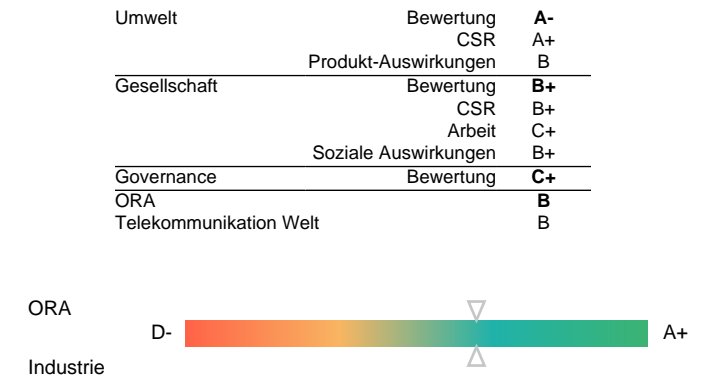 Umwelt Bewertung A-
CSR A+
Produkt-Auswirkungen B
Gesellschaft Bewertung B+
CSR B+
Arbeit C+
Soziale Auswirkungen B+
Governance Bewertung C+
ORA B
Telekommunikation Welt B
ORA
D- A+
Industrie